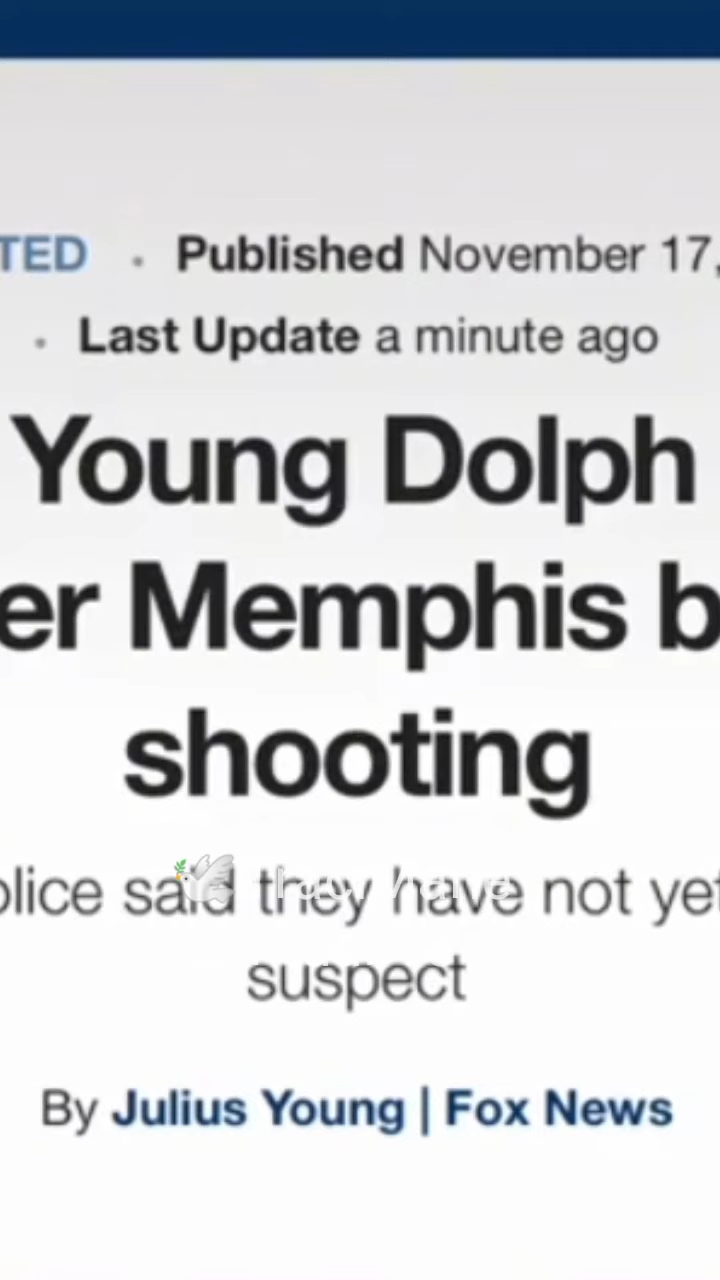 TED · Published November 17,
· Last Update a minute ago
Young Dolph
er Memphis b
shooting
olice said they have not yet
suspect
By Julius Young | Fox News